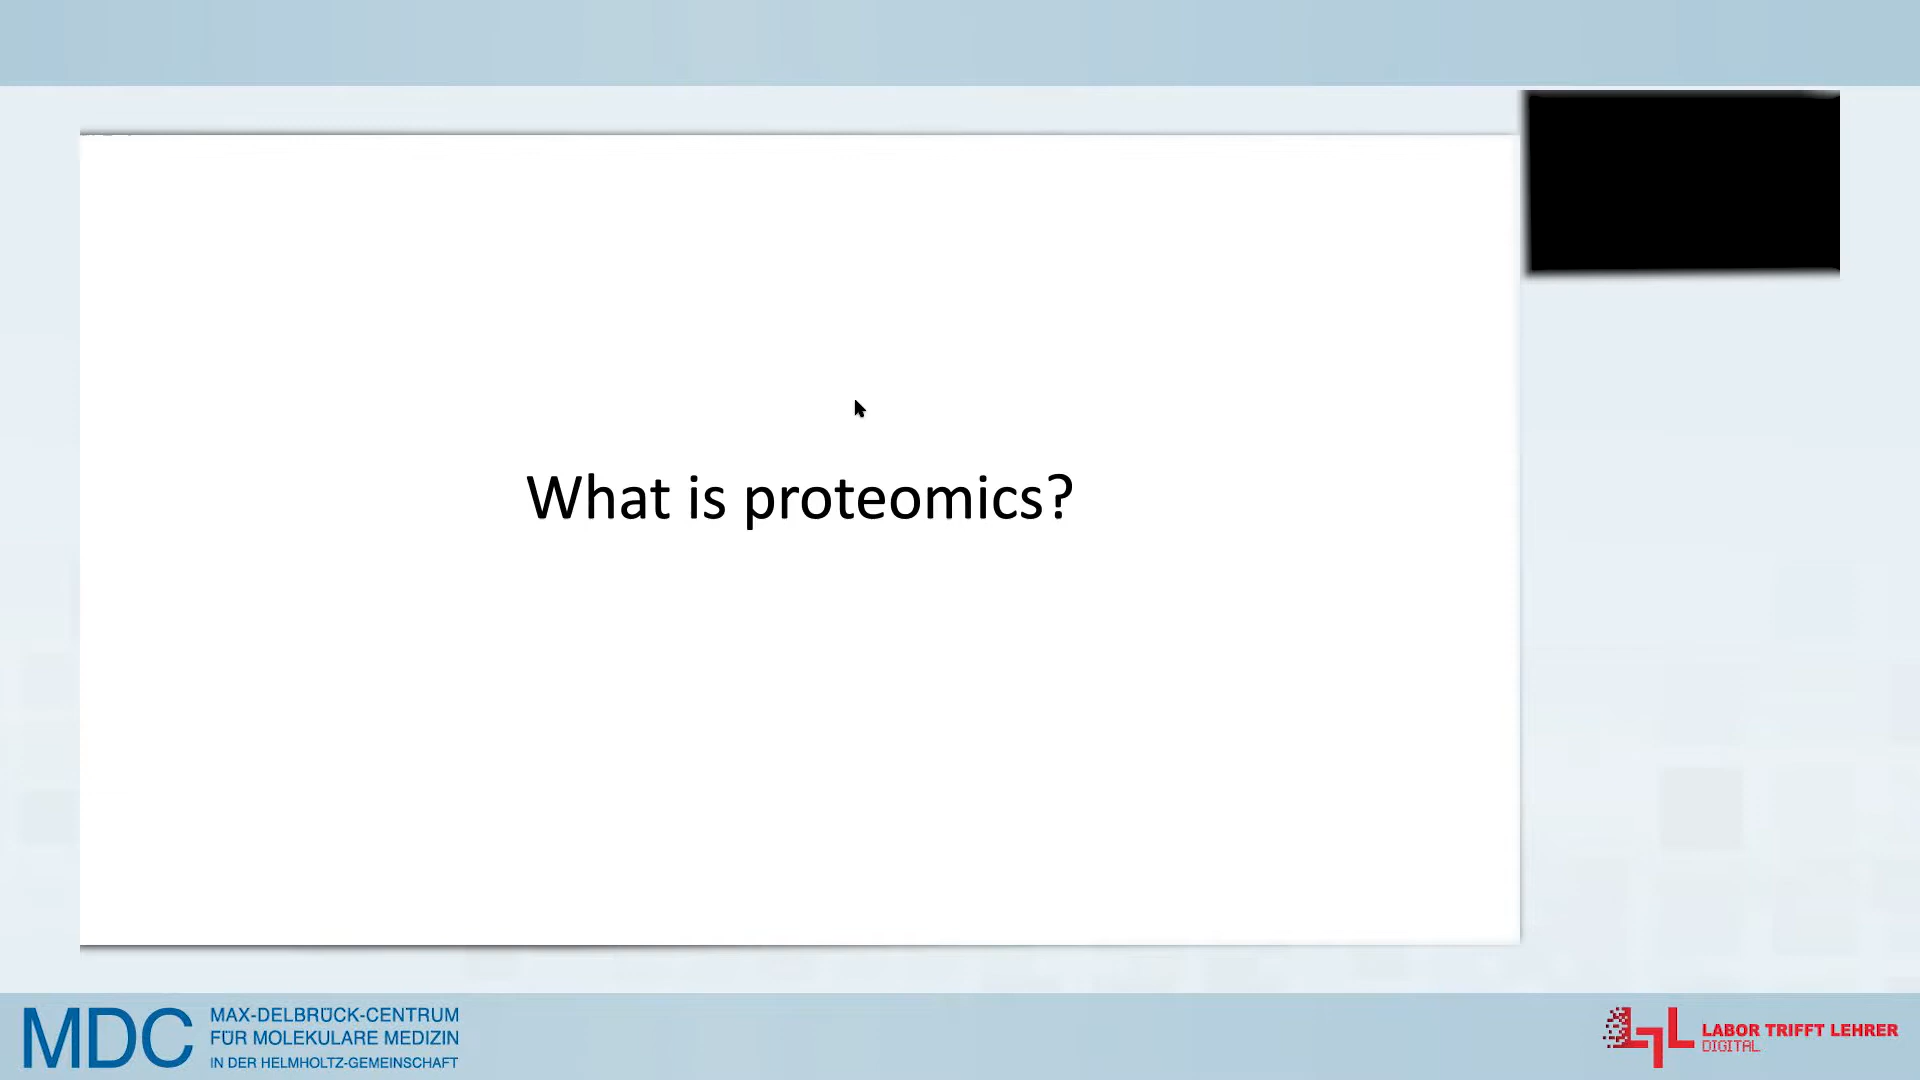 What is proteomics?
MDC
MAX-DELBRÜCK-CENTRUM
FÜR MOLEKULARE MEDIZIN
IN DER HELMHOLTZ-GEMEINSCHAFT
LABOR TRIFFT LEHRER
DIGITAL